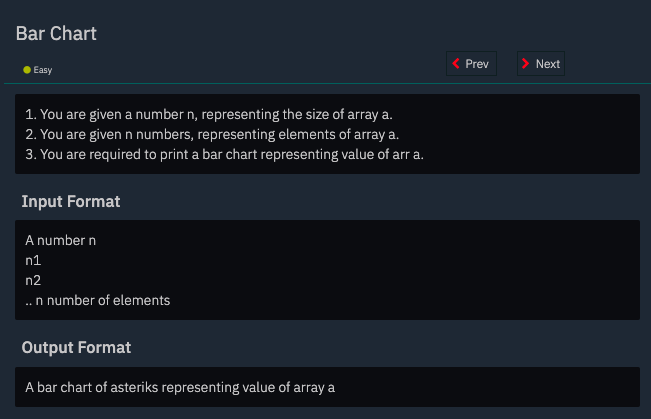 Bar Chart
Easy
Prev
Next
1. You are given a number n, representing the size of array a.
2. You are given n numbers, representing elements of array a.
3. You are required to print a bar chart representing value of arr a.
Input Format
A number n
n1
n2
.. n number of elements
Output Format
A bar chart of asteriks representing value of array a